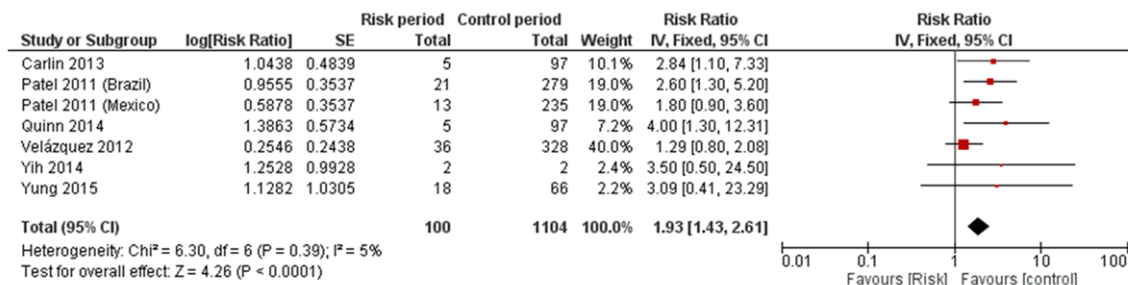 Risk period Control period Risk Ratio Risk Ratio
Study or Subgroup log[Risk Ratio] SE Total Total Weight IV, Fixed, 95% CI IV, Fixed, 95% CI
Carlin 2013 1.0438 0.4839 5 97 10.1% 2.84 [1.10, 7.33]
Patel 2011 (Brazil) 0.9555 0.3537 21 279 19.0% 2.60 [1.30, 5.20]
Patel 2011 (Mexico) 0.5878 0.3537 13 235 19.0% 1.80 [0.90, 3.60]
Quinn 2014 1.3863 0.5734 5 97 7.2% 4.00 [1.30, 12.31]
Velázquez 2012 0.2546 0.2438 36 328 40.0% 1.29 [0.80, 2.08]
Yih 2014 1.2528 0.9928 2 2 2.4% 3.50 [0.50, 24.50]
Yung 2015 1.1282 1.0305 18 66 2.2% 3.09 [0.41, 23.29]
Total (95% CI) 100 1104 100.0% 1.93 [1.43, 2.61]
Heterogeneity: Chi² = 6.30, df = 6 (P = 0.39); I² = 5%
Test for overall effect: Z = 4.26 (P < 0.0001)
0.01 0.1 1 10 100
Favours [Risk] Favours [control]